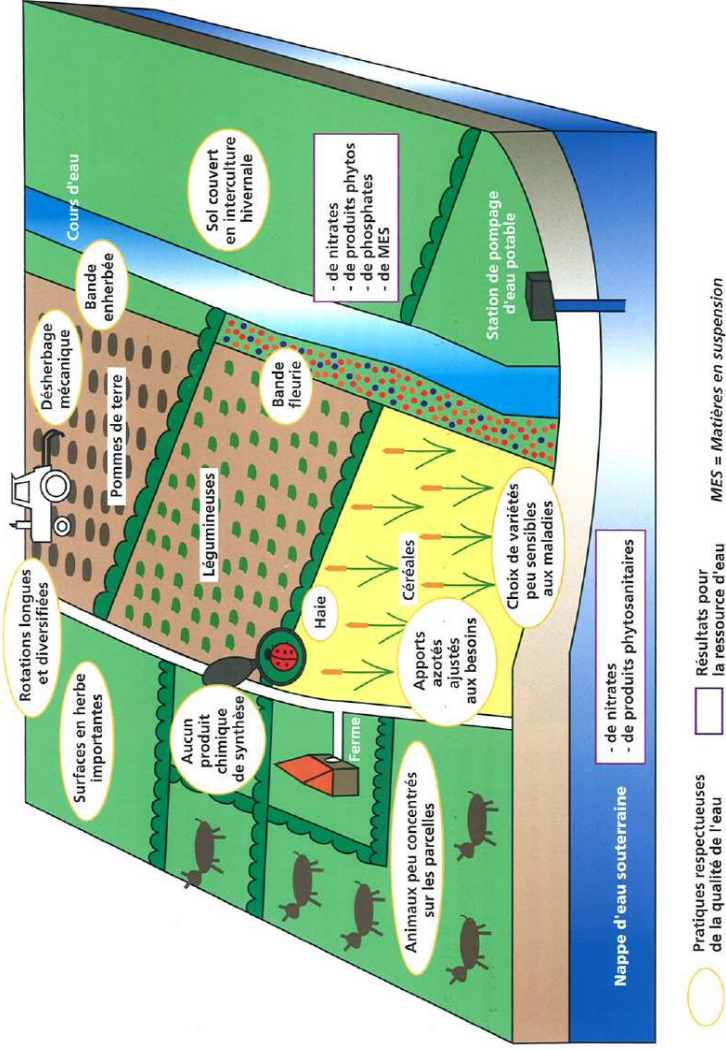 Rotations longues
et diversifiées
Désherbage
mécanique
Bande
enherbée
Cours d'eau
Surfaces en herbe
importantes
Pommes de terre
Sol couvert
en interculture
hivernale
Aucun
produit
chimique
de synthèse
Légumineuses
Bande
fleurie
- de nitrates
- de produits phytos
- de phosphates
- de MES
Haie
Ferme
Céréales
Apports
azotés
ajustés
aux besoins
Animaux peu concentrés
sur les parcelles
Choix de variétés
peu sensibles
aux maladies
Station de pompage
d'eau potable
Nappe d'eau souterraine
- de nitrates
- de produits phytosanitaires
Pratiques respectueuses
de la qualité de l'eau
Résultats pour
la ressource d'eau
MES = Matières en suspension